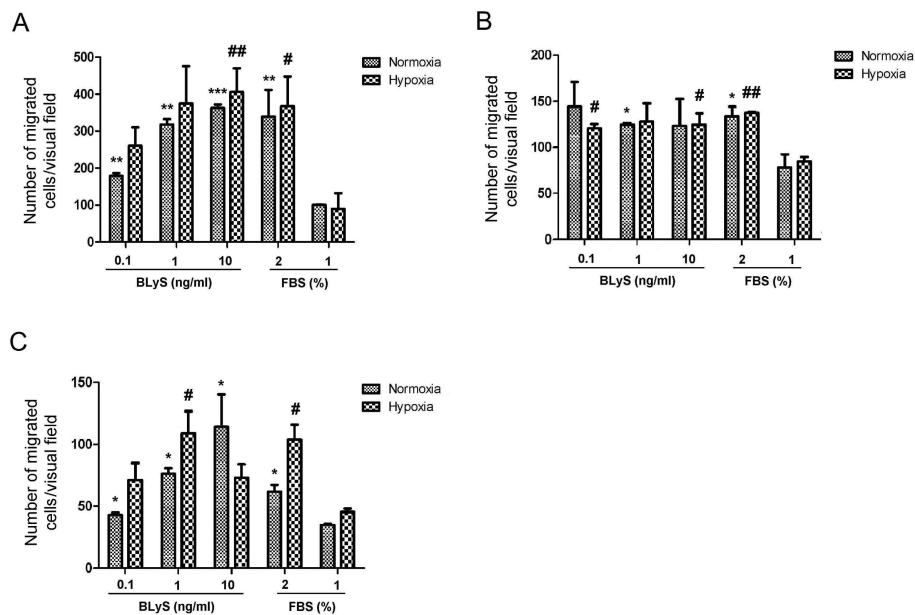 A
Number of migrated
cells/visual field
500
400
300
200
100
0
**
**
***
##
**
#
Normoxia
Hypoxia
0.1 1 10 2 1
BLyS (ng/ml) FBS (%)
B
Number of migrated
cells/visual field
200
150
100
50
0
#
*
#
*
##
Normoxia
Hypoxia
0.1 1 10 2 1
BLyS (ng/ml) FBS (%)
C
Number of migrated
cells/visual field
150
100
50
0
*
*
#
*
*
#
Normoxia
Hypoxia
0.1 1 10 2 1
BLyS (ng/ml) FBS (%)